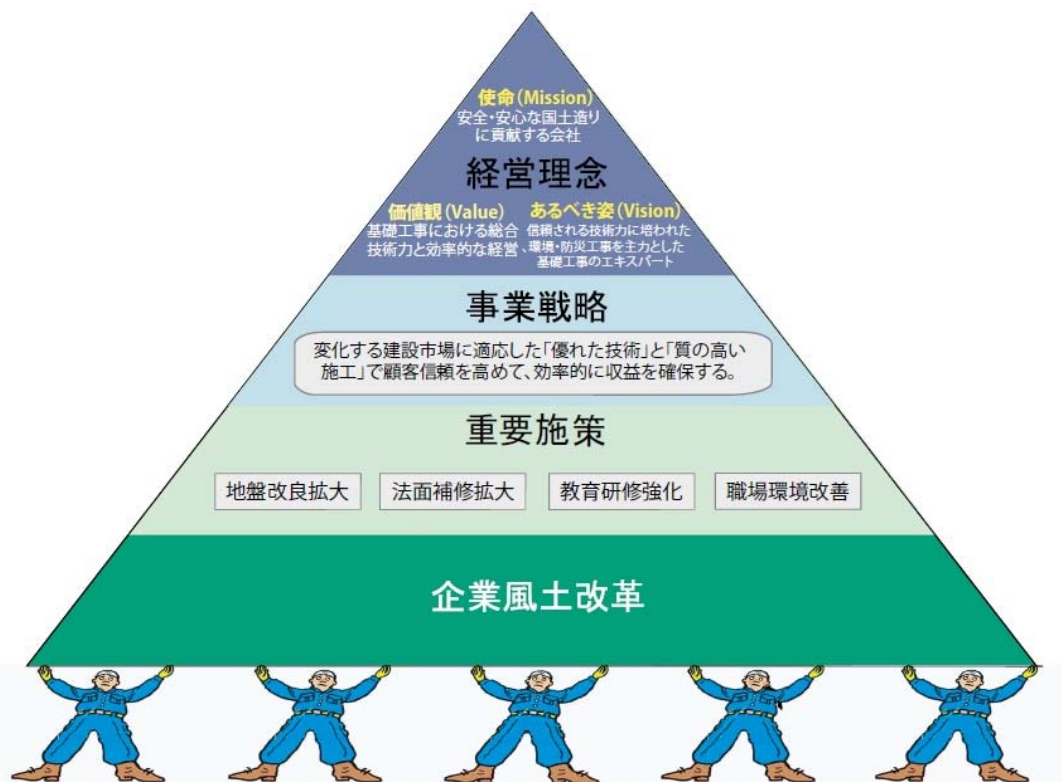 使命(Mission)
安全・安心な国土造り
に貢献する会社
経営理念
価値観(Value)
基礎工事における総合
技術力と効率的な経営
あるべき姿(Vision)
信頼される技術力に培われた
、環境・防災工事を主力とした
基礎工事のエキスパート
事業戦略
変化する建設市場に適応した「優れた技術」と「質の高い
施工」で顧客信頼を高めて、効率的に収益を確保する。
重要施策
地盤改良拡大
法面補修拡大
教育研修強化
職場環境改善
企業風土改革